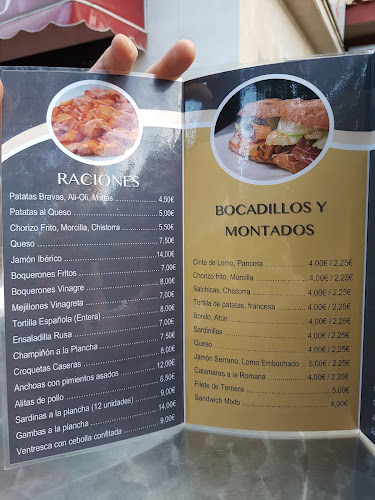 RACIONES
Patatas Bravas, Ali-Oli, Mixtas 4,50€
Patatas al Queso 5,00€
Chorizo Frito, Morcilla, Chistorra 5,50€
Queso 7,50€
Jamón Ibérico 14,00€
Boquerones Fritos 7,00€
Boquerones Vinagre 8,00€
Mejillones Vinagreta 7,00€
Tortilla Española (Entera) 8,00€
Ensaladilla Rusa 7,00€
Champiñón a la Plancha 7,50€
Croquetas Caseras 8,00€
Anchoas con pimientos asados 12,00€
Alitas de pollo 6,50€
Sardinas a la plancha (12 unidades) 9,00€
Gambas a la plancha 14,00€
Ventresca con cebolla confitada 9,00€
BOCADILLOS Y
MONTADOS
Cinta de Lomo, Panceta 4,00€ / 2,25€
Chorizo frito, Morcilla 4,00€ / 2,25€
Salchicas, Chistorra 4,00€ / 2,25€
Tortilla de patatas, francesa 4,00€ / 2,25€
Bonito, Atún 4,00€ / 2,25€
Sardinillas 4,00€ / 2,25€
Queso 4,00€ / 2,25€
Jamón Serrano, Lomo Embuchado 5,00€ / 2,50€
Calamares a la Romana 4,00€ / 2,25€
Filete de Ternera 5,00€
Sandwich Mixto 4,00€